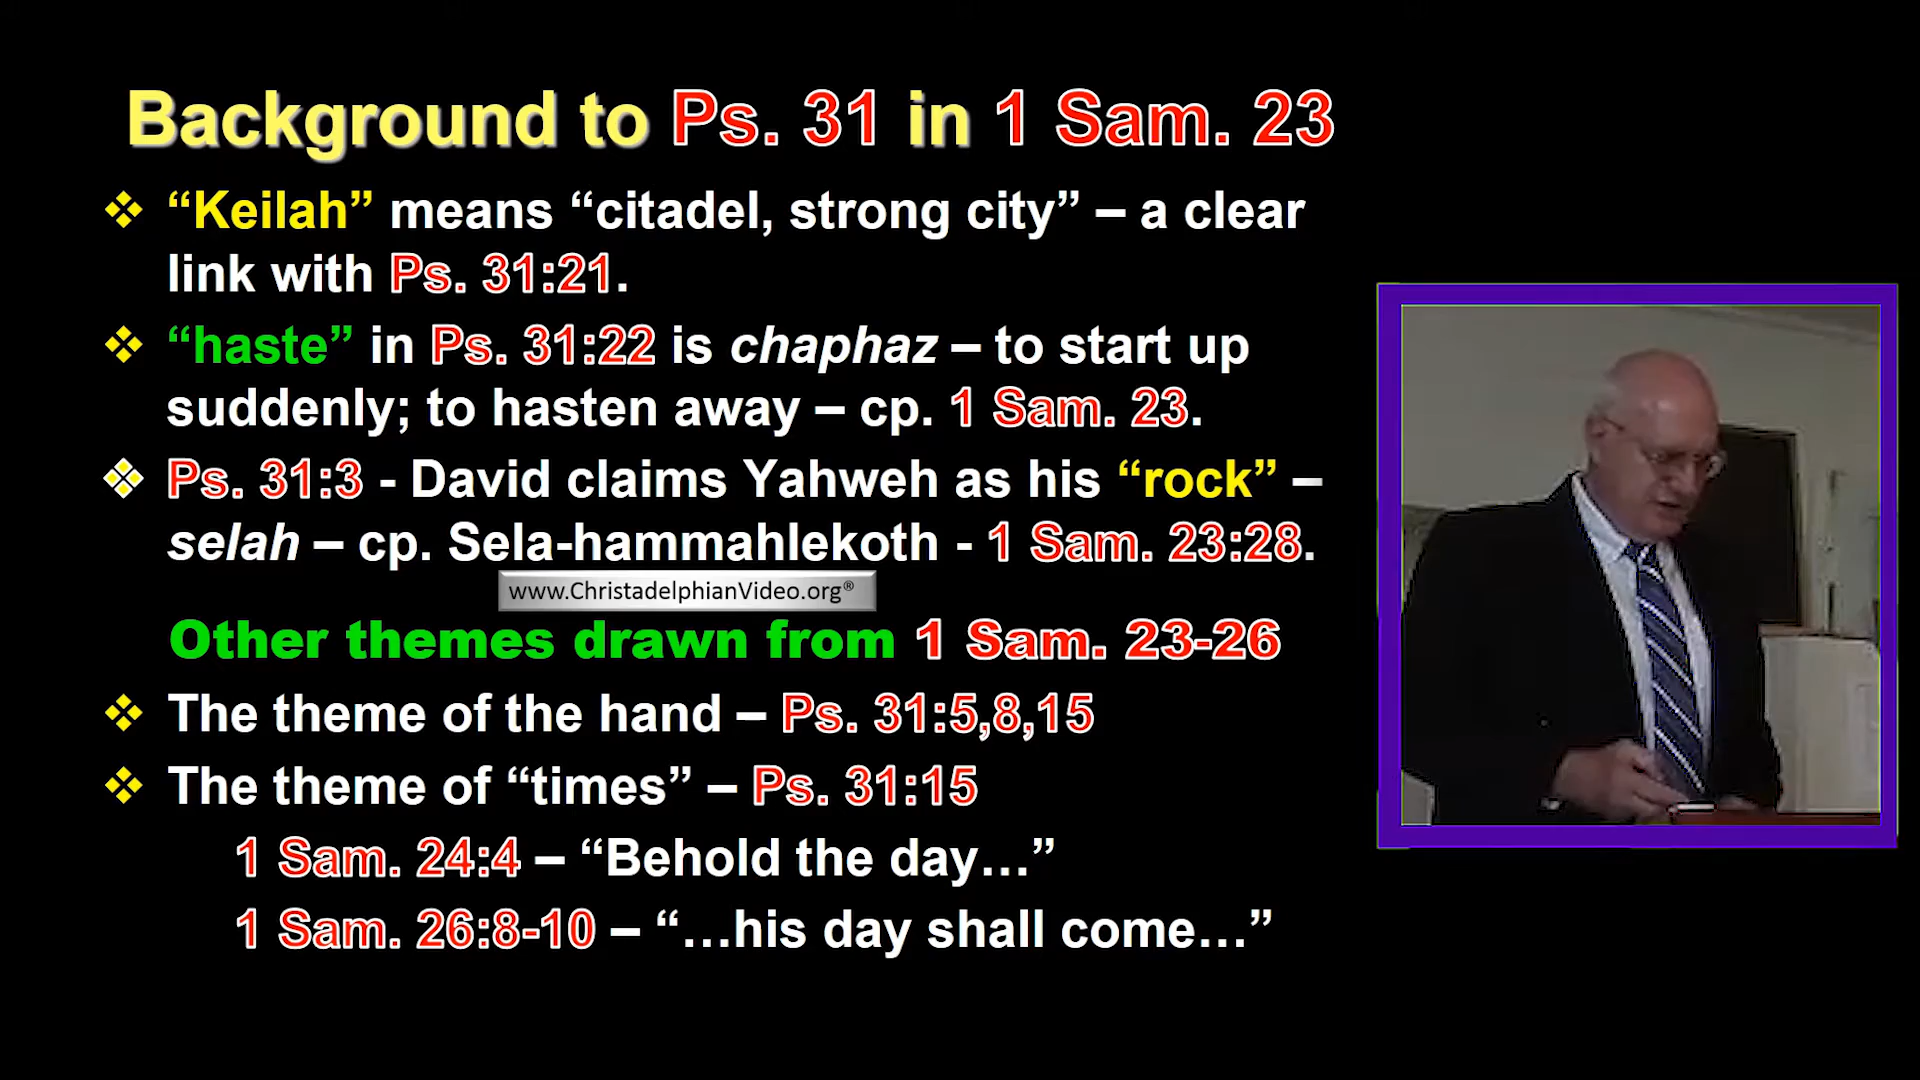 Background to Ps. 31 in 1 Sam. 23
“Keilah” means “citadel, strong city” – a clear
link with Ps. 31:21.
“haste” in Ps. 31:22 is chaphaz – to start up
suddenly; to hasten away – cp. 1 Sam. 23.
Ps. 31:3 - David claims Yahweh as his “rock” –
selah – cp. Sela-hammahlekoth - 1 Sam. 23:28.
www.ChristadelphianVideo.org®
Other themes drawn from 1 Sam. 23-26
The theme of the hand – Ps. 31:5,8,15
The theme of “times” – Ps. 31:15
1 Sam. 24:4 – “Behold the day…”
1 Sam. 26:8-10 – “…his day shall come…”